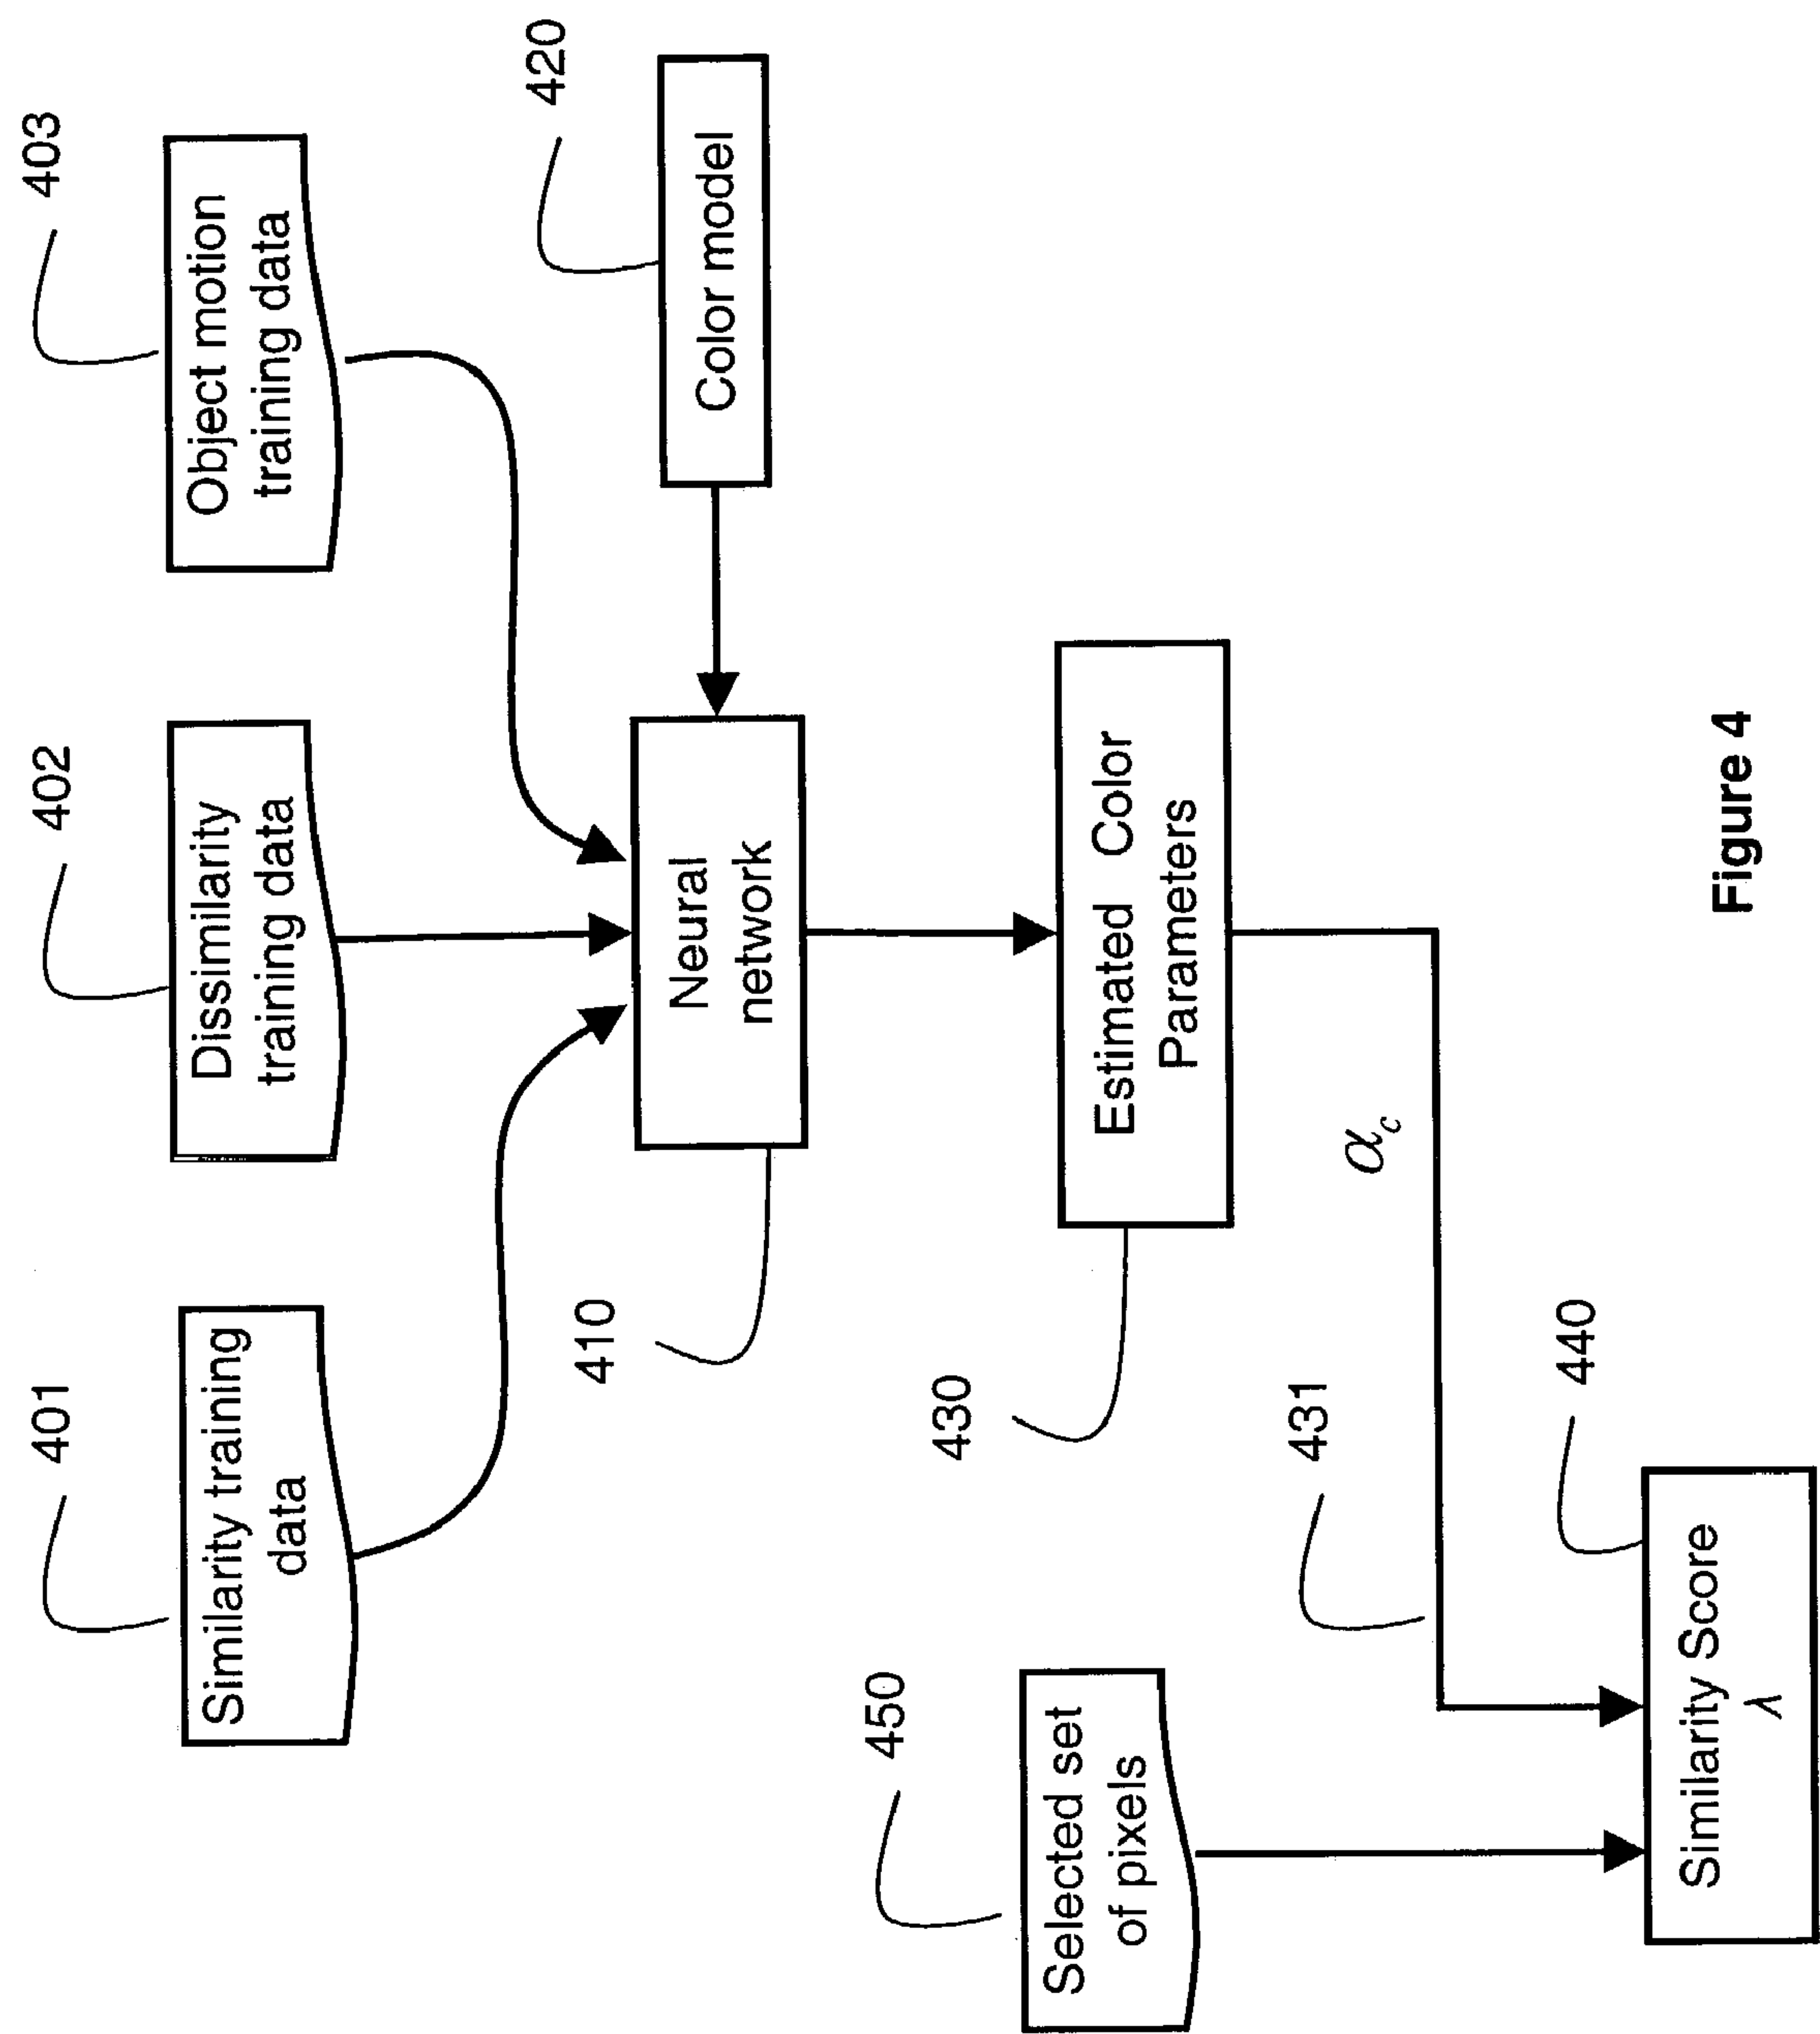 401
402
403
Similarity training
data
Dissimilarity
training data
Object motion
training data
420
410
Neural
network
Color model
430
Estimated Color
Parameters
450
431
α_c
Selected set
of pixels
440
Similarity Score
λ
Figure 4